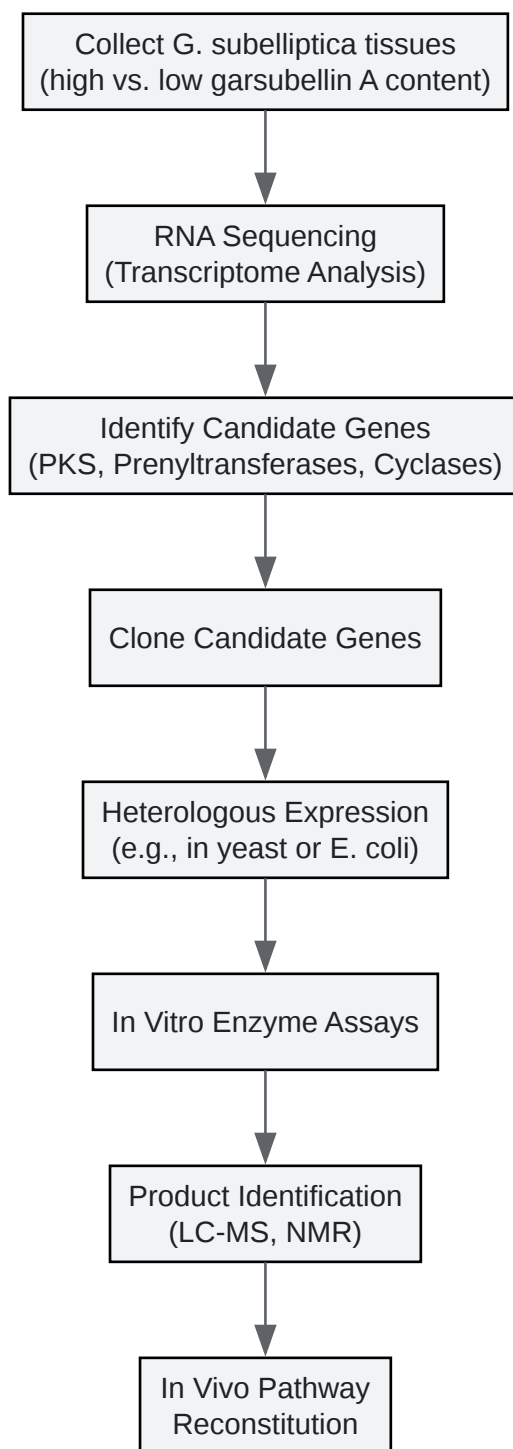 Collect G. subelliptica tissues
(high vs. low garsubellin A content)
RNA Sequencing
(Transcriptome Analysis)
Identify Candidate Genes
(PKS, Prenyltransferases, Cyclases)
Clone Candidate Genes
Heterologous Expression
(e.g., in yeast or E. coli)
In Vitro Enzyme Assays
Product Identification
(LC-MS, NMR)
In Vivo Pathway
Reconstitution